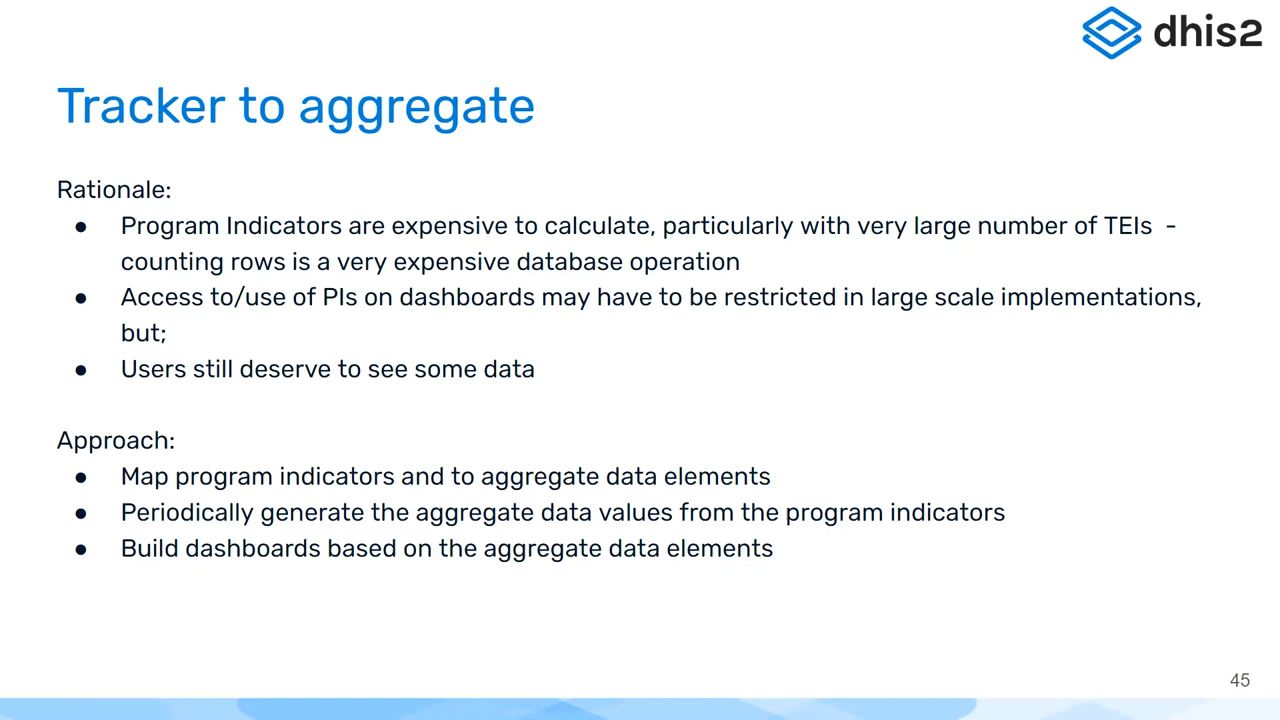 dhis2
Tracker to aggregate
Rationale:
● Program Indicators are expensive to calculate, particularly with very large number of TEIs -
counting rows is a very expensive database operation
● Access to/use of PIs on dashboards may have to be restricted in large scale implementations,
but;
● Users still deserve to see some data
Approach:
● Map program indicators and to aggregate data elements
● Periodically generate the aggregate data values from the program indicators
● Build dashboards based on the aggregate data elements
45